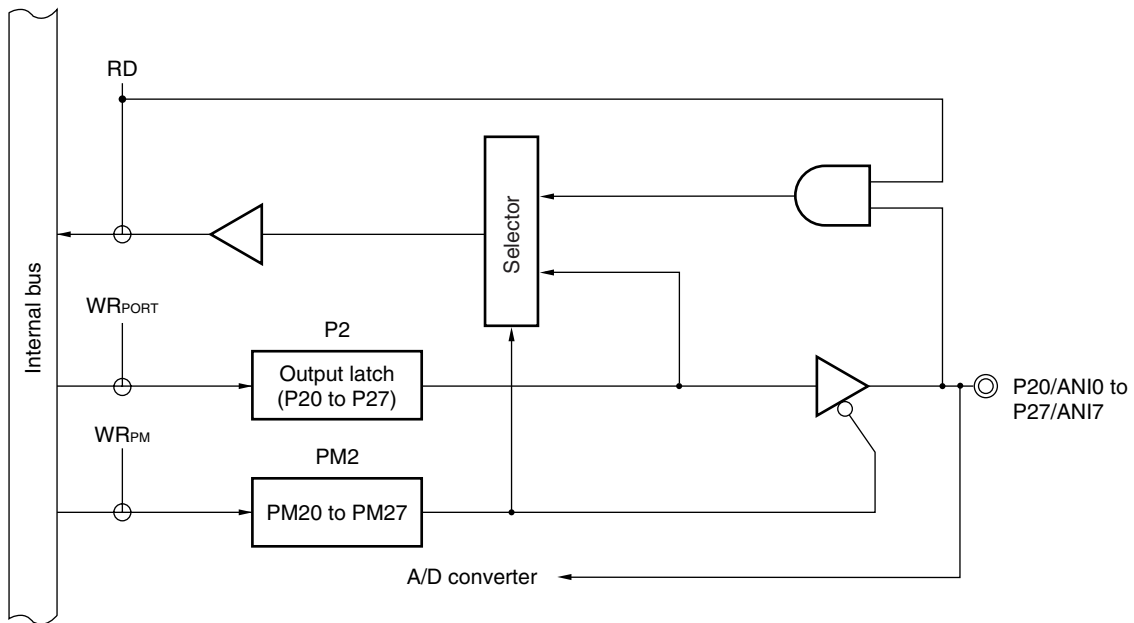 RD
Internal bus
Selector
WRPORT
P2
Output latch
(P20 to P27)
P20/ANI0 to
P27/ANI7
WRPM
PM2
PM20 to PM27
A/D converter